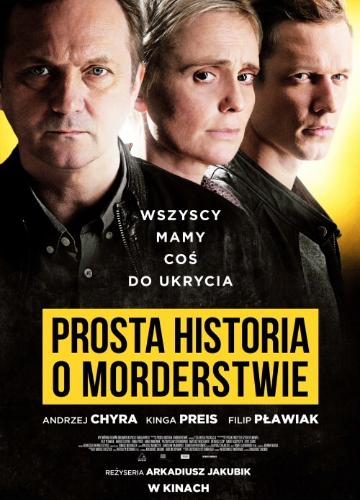 WSZYSCY
MAMY
COŚ
DO UKRYCIA
PROSTA HISTORIA
O MORDERSTWIE
ANDRZEJ CHYRA KINGA PREIS FILIP PŁAWIAK
REŻYSERIA ARKADIUSZ JAKUBIK
W KINACH